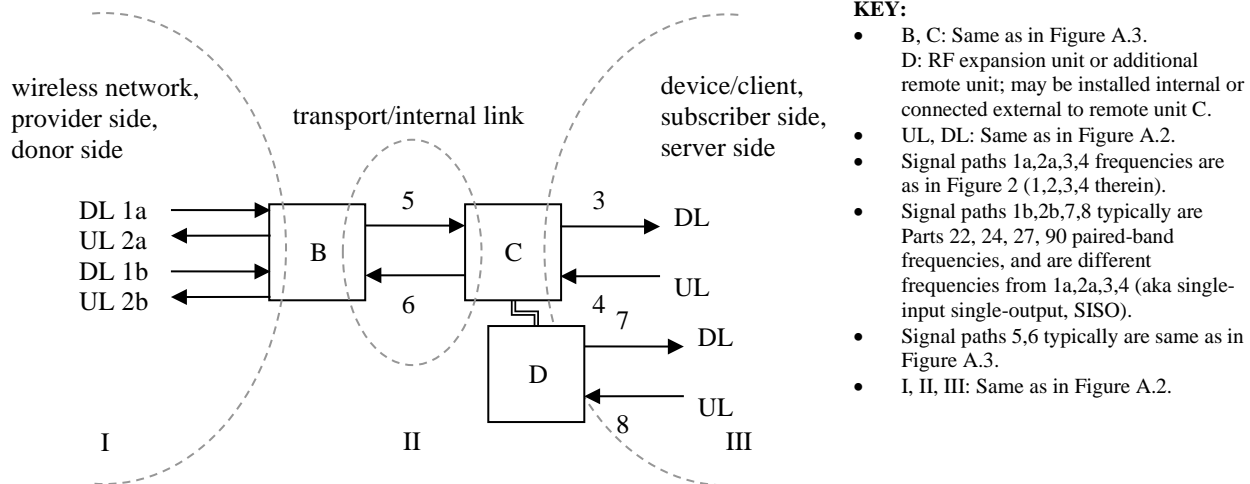 wireless network,
provider side,
donor side
transport/internal link
device/client,
subscriber side,
server side
DL 1a
UL 2a
DL 1b
UL 2b
B
5
6
C
3
DL
UL
4
7
DL
D
UL
8
I
II
III
KEY:
• B, C: Same as in Figure A.3.
D: RF expansion unit or additional
remote unit; may be installed internal or
connected external to remote unit C.
• UL, DL: Same as in Figure A.2.
• Signal paths 1a,2a,3,4 frequencies are
as in Figure 2 (1,2,3,4 therein).
• Signal paths 1b,2b,7,8 typically are
Parts 22, 24, 27, 90 paired-band
frequencies, and are different
frequencies from 1a,2a,3,4 (aka single-
input single-output, SISO).
• Signal paths 5,6 typically are same as in
Figure A.3.
• I, II, III: Same as in Figure A.2.